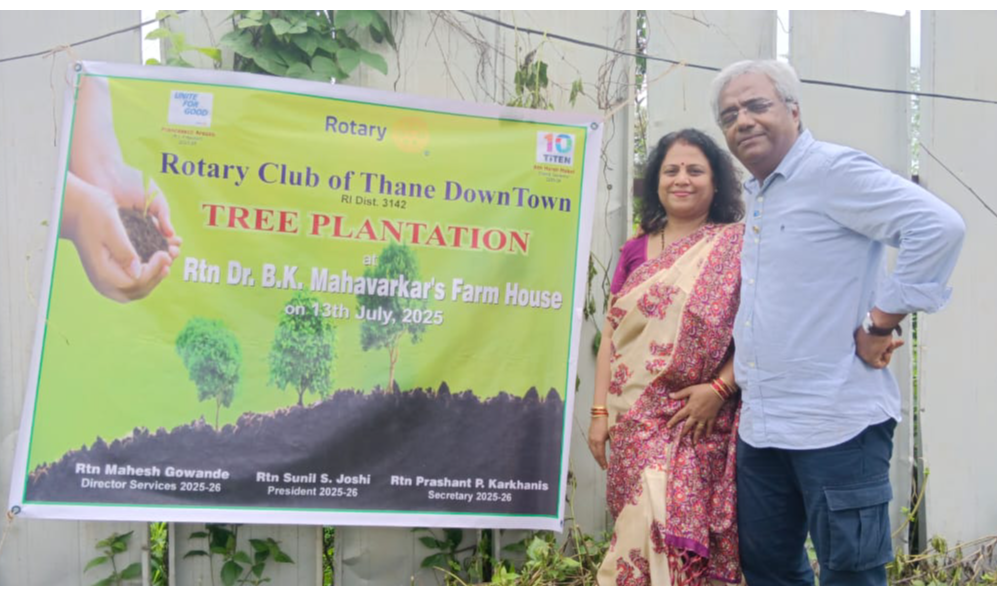 UNITE
FOR
GOOD
Rotary
10
TiTEN
Rotary Club of Thane DownTown
RI Dist. 3142
TREE PLANTATION
at
Rtn Dr. B.K. Mahavarkar's Farm House
on 13th July, 2025
Rtn Mahesh Gowande
Director Services 2025-26
Rtn Sunil S. Joshi
President 2025-26
Rtn Prashant P. Karkhanis
Secretary 2025-26